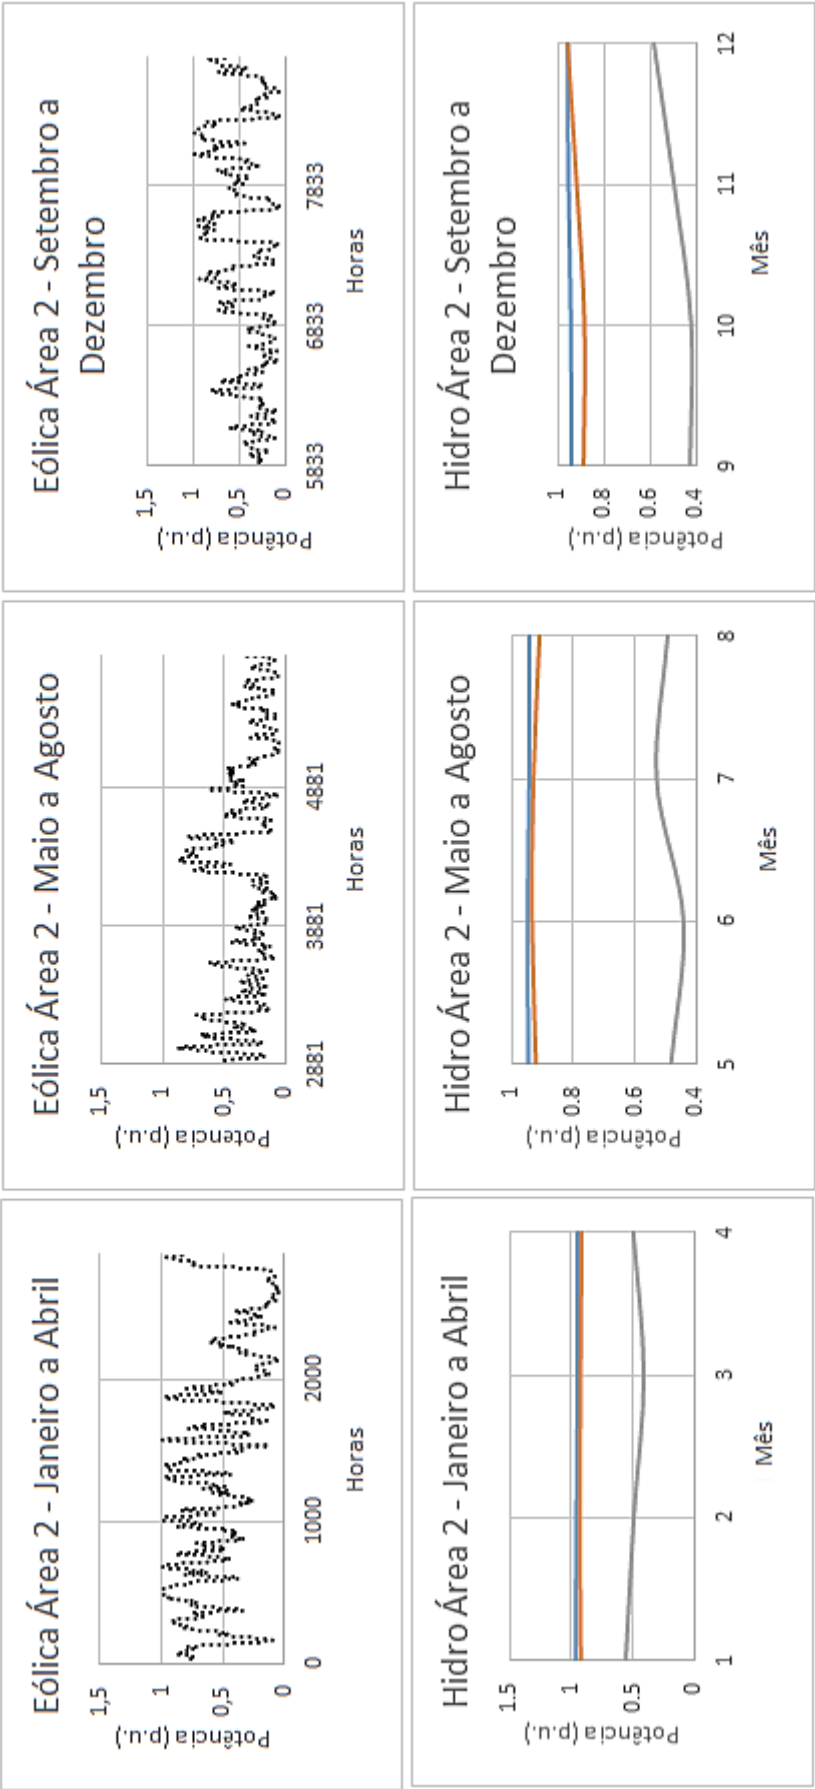 Eólica Área 2 - Janeiro a Abril
Potência (p.u.)
1,5
1
0,5
0
0
1000
2000
Horas
Eólica Área 2 - Maio a Agosto
Potencia (p.u.)
1,5
1
0,5
0
2881
3881
4881
Horas
Eólica Área 2 - Setembro a
Dezembro
Potência (p.u.)
1,5
1
0,5
0
5833
6833
7833
Horas
Hidro Área 2 - Janeiro a Abril
Potência (p.u.)
1.5
1
0.5
0
1
2
3
4
Mês
Hidro Área 2 - Maio a Agosto
Potência (p.u.)
1
0.8
0.6
0.4
5
6
7
8
Mês
Hidro Área 2 - Setembro a
Dezembro
Potência (p.u.)
1
0.8
0.6
0.4
9
10
11
12
Mês